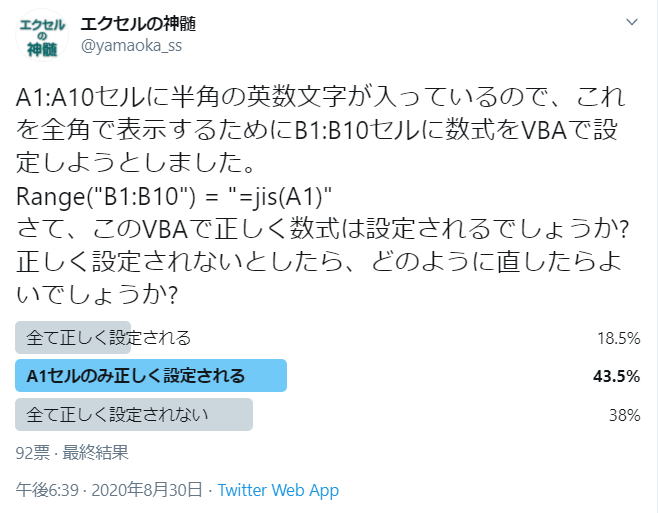 エクセル
の
神髄
エクセルの神髄
@yamaoka_ss
A1:A10セルに半角の英数文字が入っているので、これ
を全角で表示するためにB1:B10セルに数式をVBAで設
定しようとしました。
Range("B1:B10") = "=jis(A1)"
さて、このVBAで正しく数式は設定されるでしょうか?
正しく設定されないとしたら、どのように直したらよ
いでしょうか?
全て正しく設定される 18.5%
A1セルのみ正しく設定される 43.5%
全て正しく設定されない 38%
92票 · 最終結果
午後6:39 · 2020年8月30日 · Twitter Web App